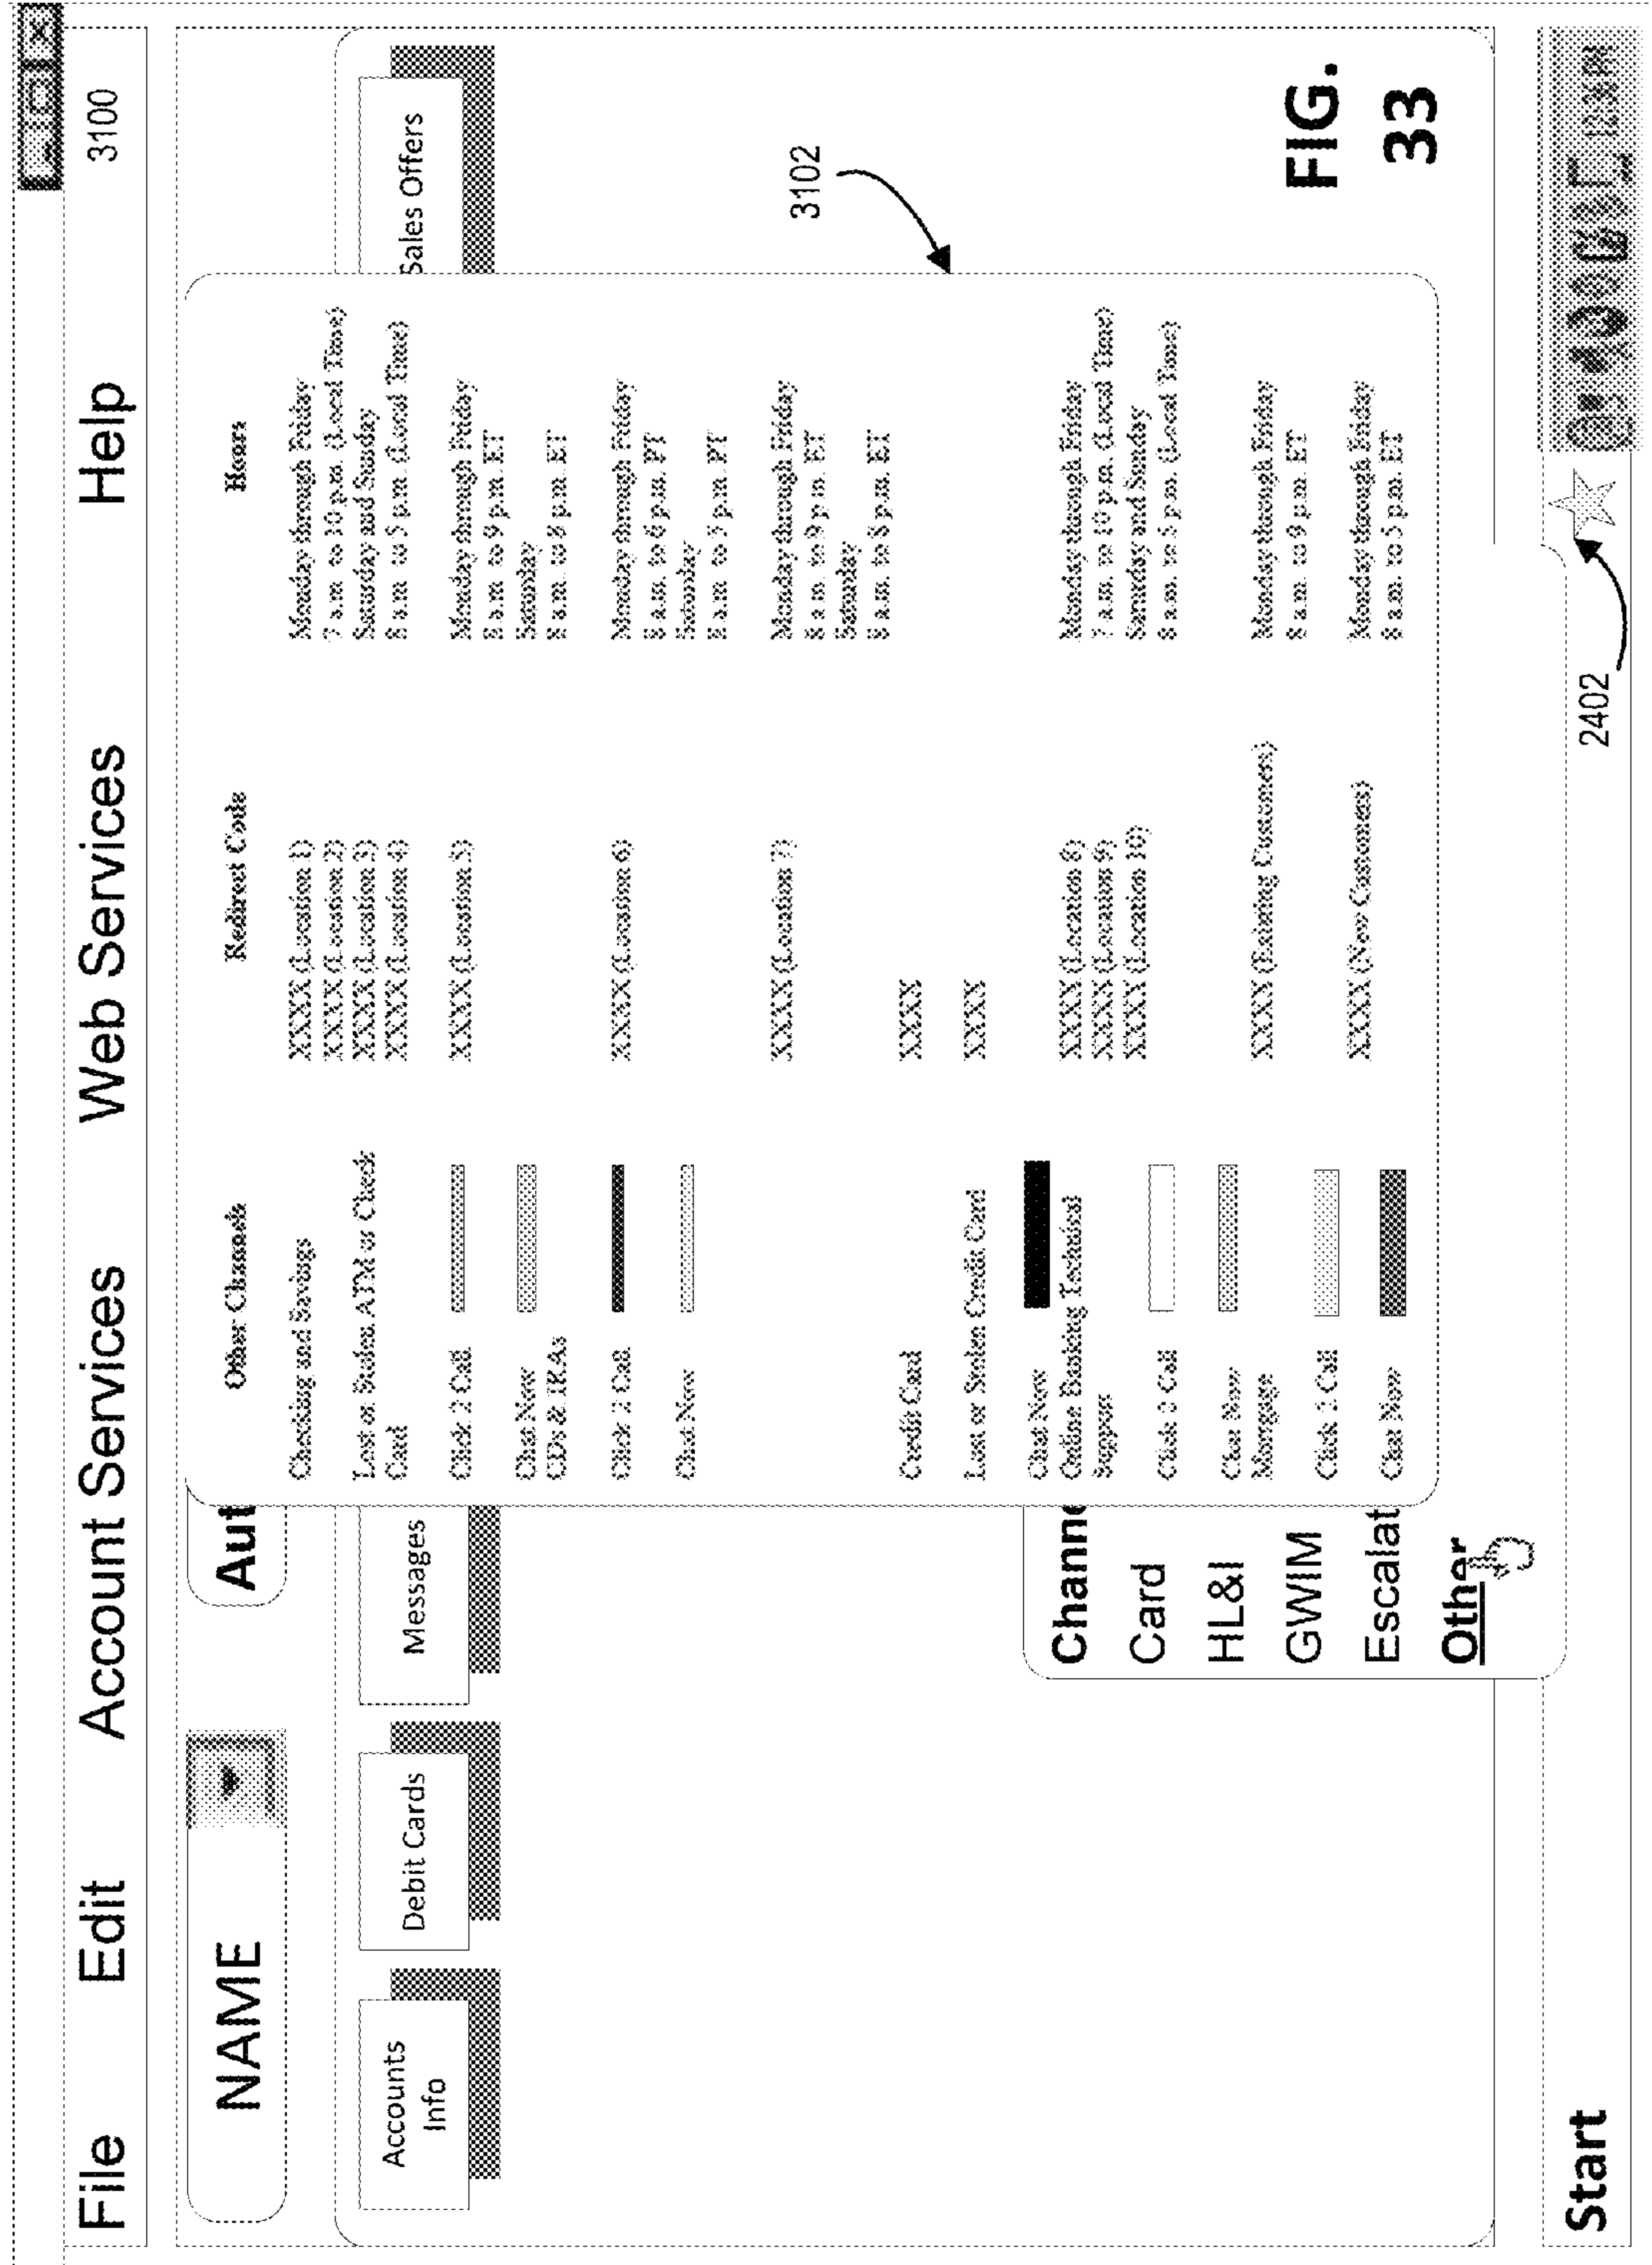 3100
File Edit Account Services Web Services Help
NAME
Aut
Accounts
Info
Debit Cards
Messages
Sales Offers
Other Channels Redirect Code Hours
Checking and Savings XXXX (Location 1) Monday through Friday
XXXX (Location 2) 7 a.m. to 10 p.m. (Local Time)
Lost or Stolen ATM or Check XXXX (Location 3) Saturday and Sunday
Card XXXX (Location 4) 8 a.m. to 5 p.m. (Local Time)
Click 2 Call XXXX (Location 5) Monday through Friday
8 a.m. to 9 p.m. ET
Chat Now Saturday
CDs & IRAs 8 a.m. to 8 p.m. ET
Click 2 Call XXXX (Location 6) Monday through Friday
8 a.m. to 6 p.m. PT
Chat Now Saturday
8 a.m. to 5 p.m. PT
XXXX (Location 7) Monday through Friday
8 a.m. to 9 p.m. ET
Saturday
8 a.m. to 6 p.m. ET
Credit Card XXXX
Lost or Stolen Credit Card XXXX
Chat Now
Online Banking Technical XXXX (Location 8) Monday through Friday
Support XXXX (Location 9) 7 a.m. to 10 p.m. (Local Time)
XXXX (Location 10) Saturday and Sunday
Click 2 Call 8 a.m. to 5 p.m. (Local Time)
Chat Now
Mortgage XXXX (Existing Customers) Monday through Friday
8 a.m. to 9 p.m. ET
Click 2 Call XXXX (New Customers) Monday through Friday
Chat Now 8 a.m. to 5 p.m. ET
3102
Channe
Card
HL&I
GWIM
Escalat
Other
FIG.
33
2402
Start